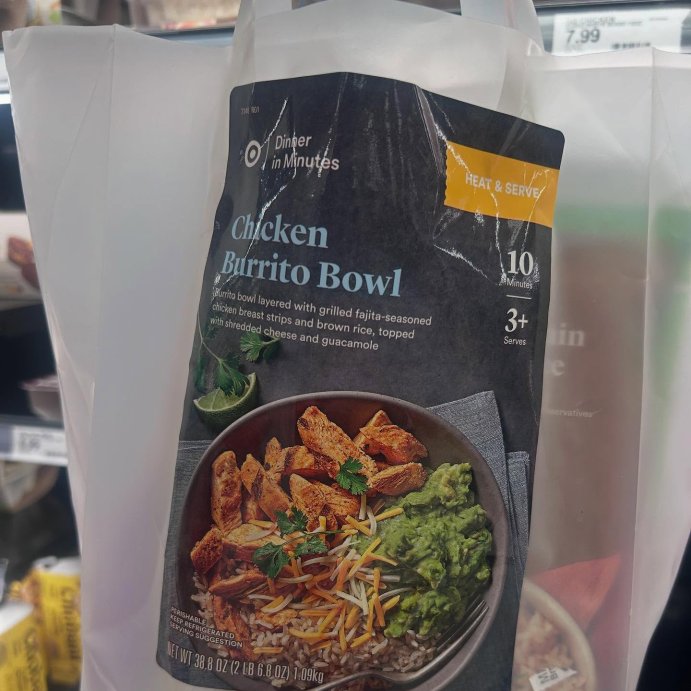 7.99
Dinner
in Minutes
HEAT & SERVE
Chicken
Burrito Bowl
10
Minutes
3+
Serves
Burrito bowl layered with grilled fajita-seasoned
chicken breast strips and brown rice, topped
with shredded cheese and guacamole
PERISHABLE
KEEP REFRIGERATED
SERVING SUGGESTION
NET WT 38.8 OZ (2 LB 6.8 OZ) 1.09kg